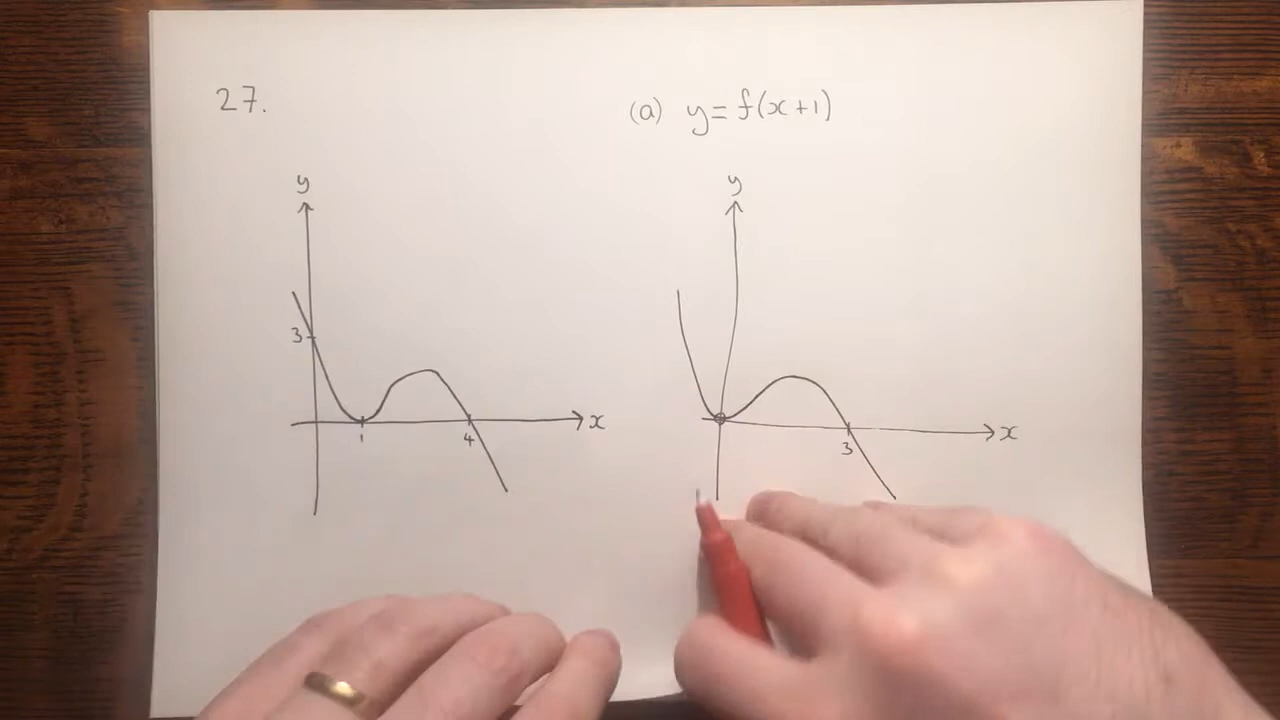 27.
(a) y = f(x+1)
y
3
1
4
x
y
3
x